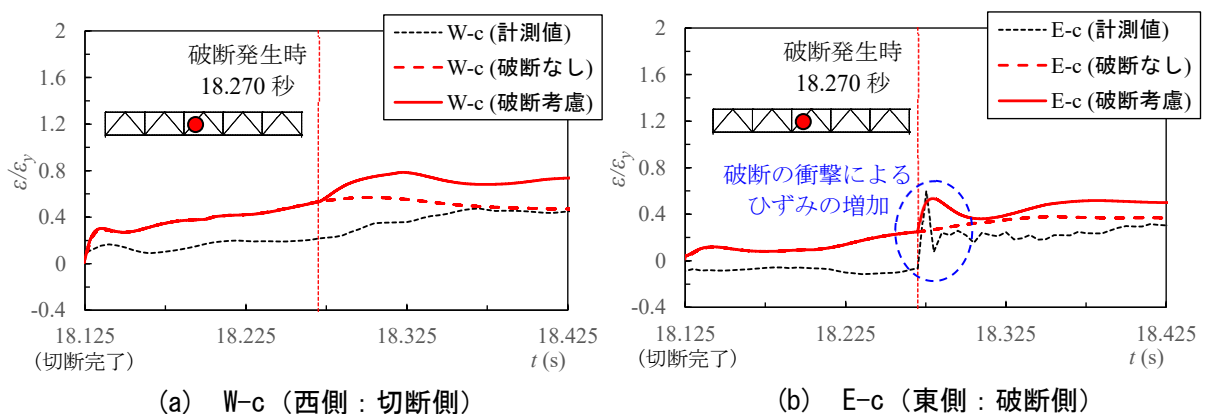 2
1.6
1.2
0.8
0.4
0
-0.4
ε/εy
破断発生時
18.270 秒
W-c (計測値)
W-c (破断なし)
W-c (破断考慮)
18.125
18.225
18.325
18.425
(切断完了)
t (s)
(a) W-c（西側：切断側）
2
1.6
1.2
0.8
0.4
0
-0.4
ε/εy
破断発生時
18.270 秒
E-c (計測値)
E-c (破断なし)
E-c (破断考慮)
破断の衝撃による
ひずみの増加
18.125
18.225
18.325
18.425
(切断完了)
t (s)
(b) E-c（東側：破断側）